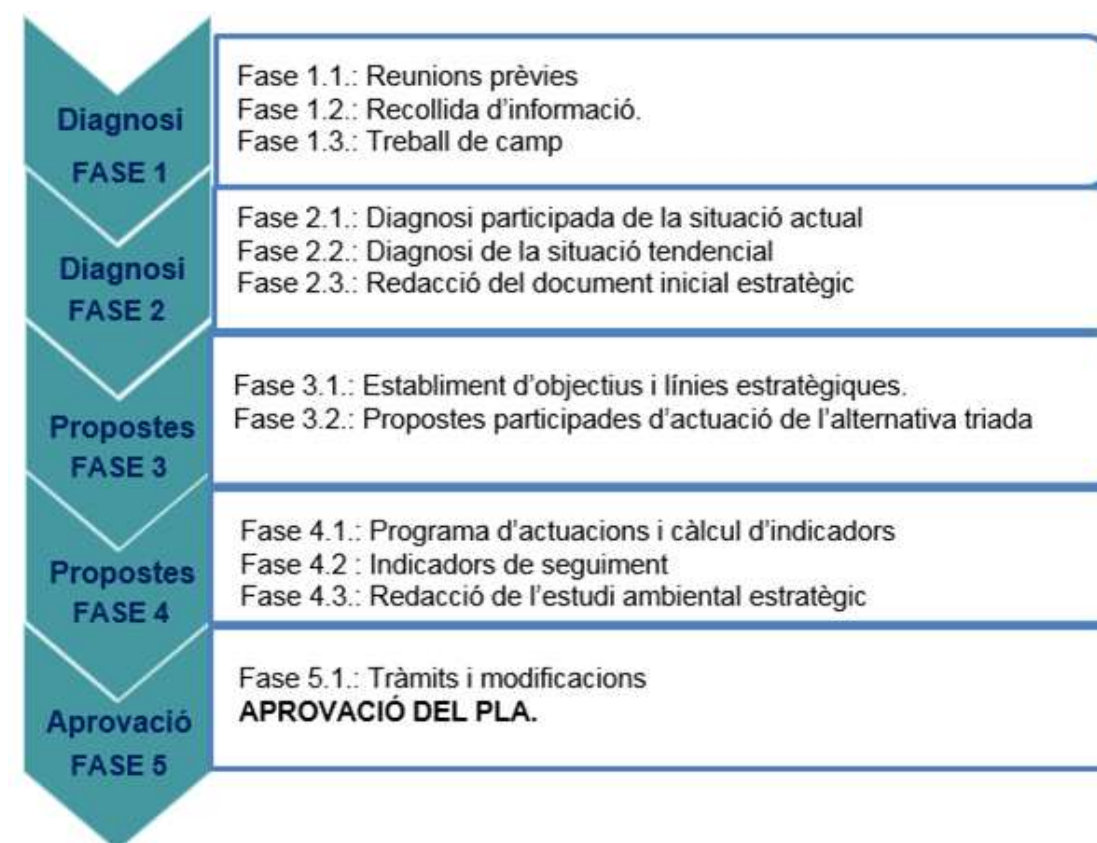 Diagnosi
FASE 1
Fase 1.1.: Reunions prèvies
Fase 1.2.: Recollida d'informació.
Fase 1.3.: Treball de camp
Diagnosi
FASE 2
Fase 2.1.: Diagnosi participada de la situació actual
Fase 2.2.: Diagnosi de la situació tendencial
Fase 2.3.: Redacció del document inicial estratègic
Propostes
FASE 3
Fase 3.1.: Establiment d'objectius i línies estratègiques.
Fase 3.2.: Propostes participades d'actuació de l'alternativa triada
Propostes
FASE 4
Fase 4.1.: Programa d'actuacions i càlcul d'indicadors
Fase 4.2 : Indicadors de seguiment
Fase 4.3.: Redacció de l'estudi ambiental estratègic
Aprovació
FASE 5
Fase 5.1.: Tràmits i modificacions
APROVACIÓ DEL PLA.